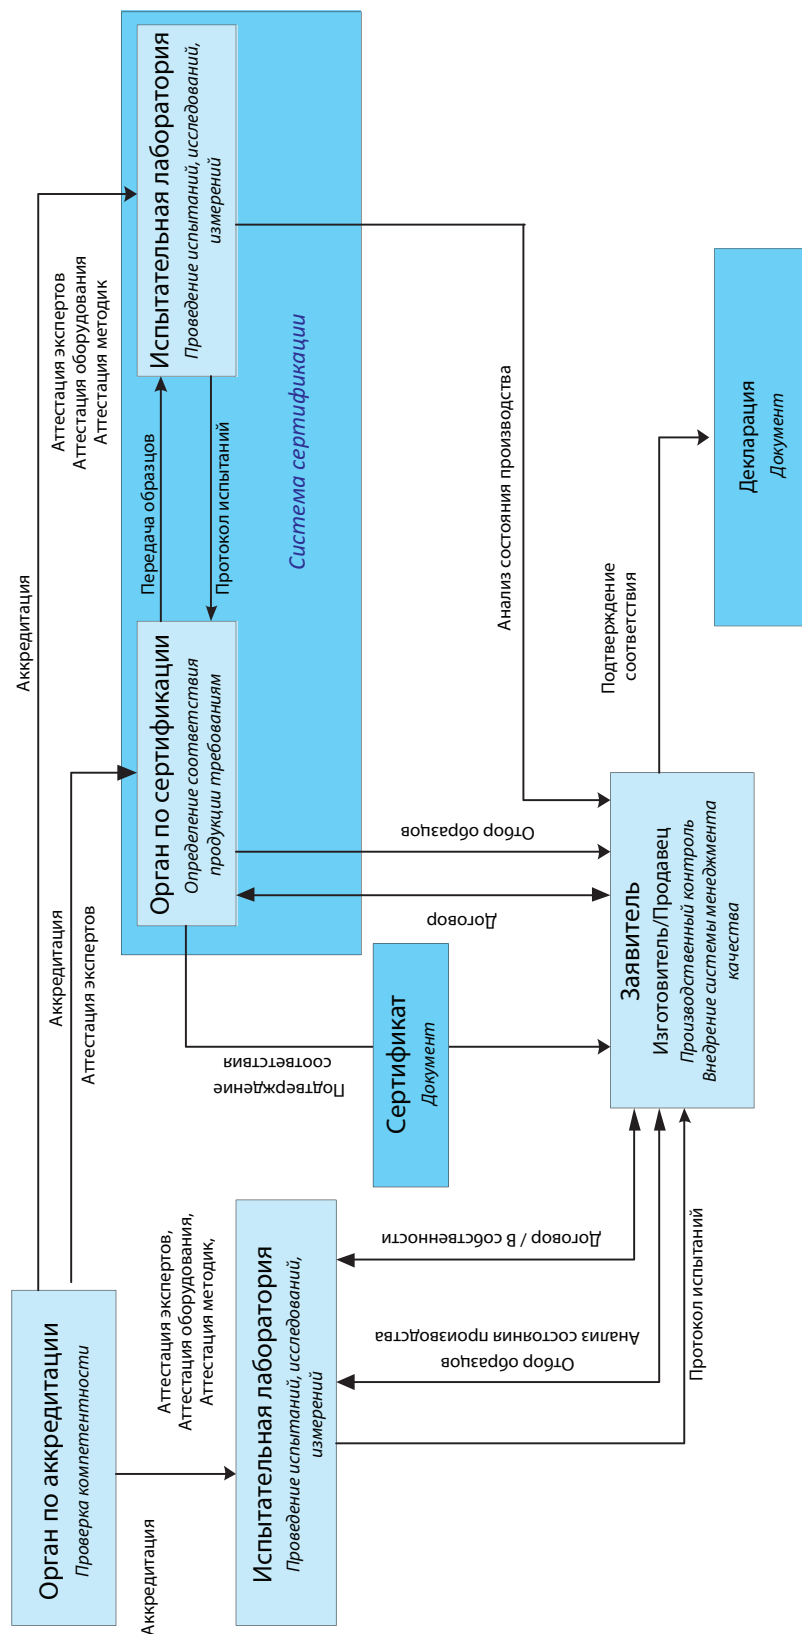 Орган по аккредитации
Проверка компетентности
Аккредитация
Аккредитация
Аттестация экспертов
Аккредитация
Аттестация экспертов
Аттестация оборудования
Аттестация методик
Аттестация экспертов,
Аттестация оборудования,
Аттестация методик,
Испытательная лаборатория
Проведение испытаний, исследований,
измерений
Орган по сертификации
Определение соответствия
продукции требованиям
Передача образцов
Протокол испытаний
Испытательная лаборатория
Проведение испытаний, исследований,
измерений
Система сертификации
Подтверждение
соответствия
Сертификат
Документ
Договор
Отбор образцов
Анализ состояния производства
Договор / В собственности
Анализ состояния производства
Отбор образцов
Протокол испытаний
Заявитель
Изготовитель/Продавец
Производственный контроль
Внедрение системы менеджмента
качества
Подтверждение
соответствия
Декларация
Документ